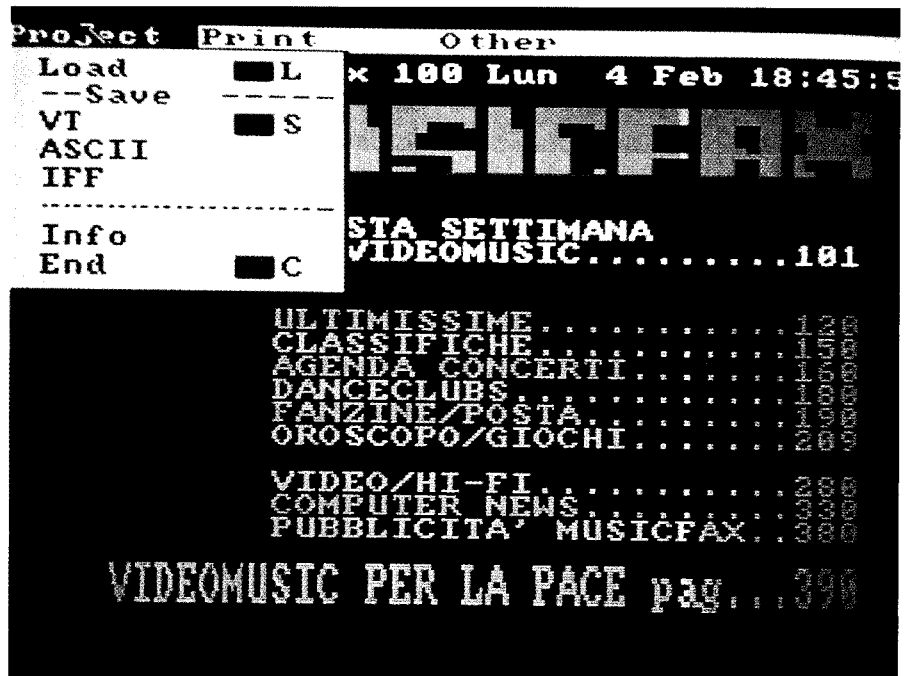 Project Print Other
Load L
--Save -----
VT S
ASCII
IFF
Info
End C
x 100 Lun 4 Feb 18:45:5
SICFAX
STA SETTIMANA
VIDEOMUSIC.........101
ULTIMISSIME...........120
CLASSIFICHE...........150
AGENDA CONCERTI.......160
DANCECLUBS............180
FANZINE/POSTA.........190
OROSCOPO/GIOCHI.......209
VIDEO/HI-FI...........280
COMPUTER NEWS.........330
PUBBLICITA' MUSICFAX..380
VIDEOMUSIC PER LA PACE pag...390